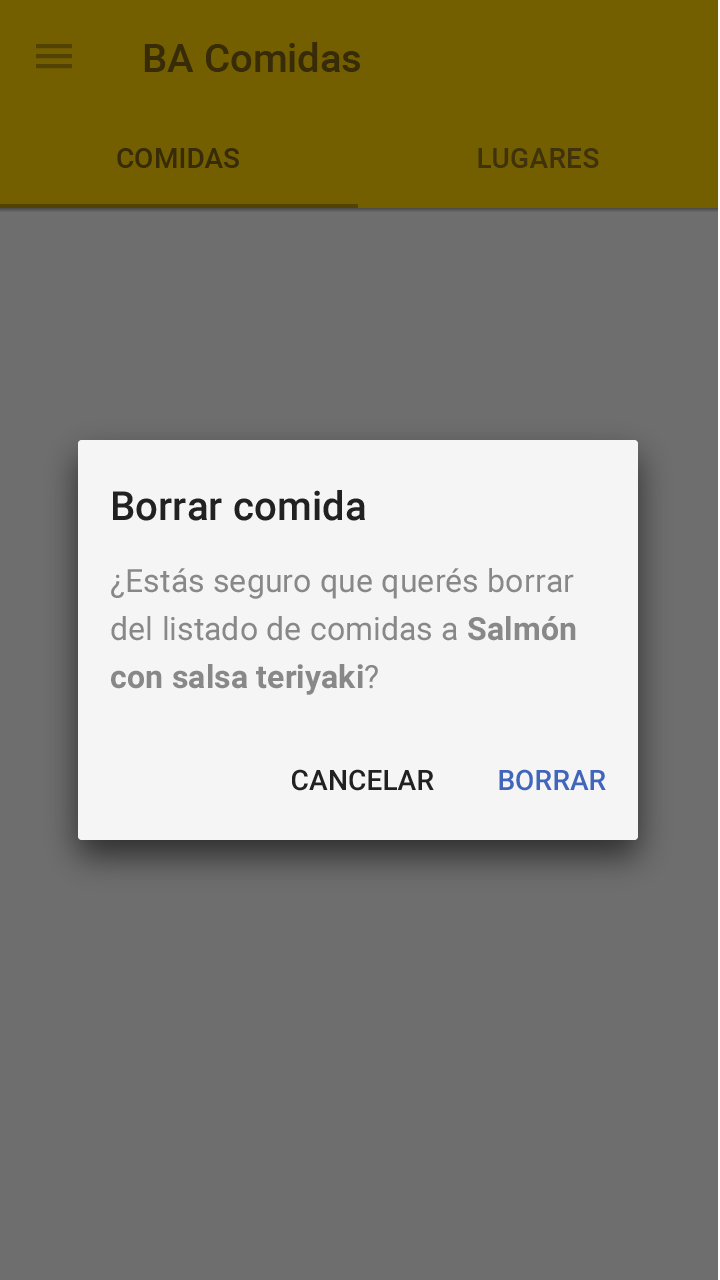 BA Comidas
COMIDAS
LUGARES
Borrar comida
¿Estás seguro que querés borrar
del listado de comidas a Salmón
con salsa teriyaki?
CANCELAR
BORRAR